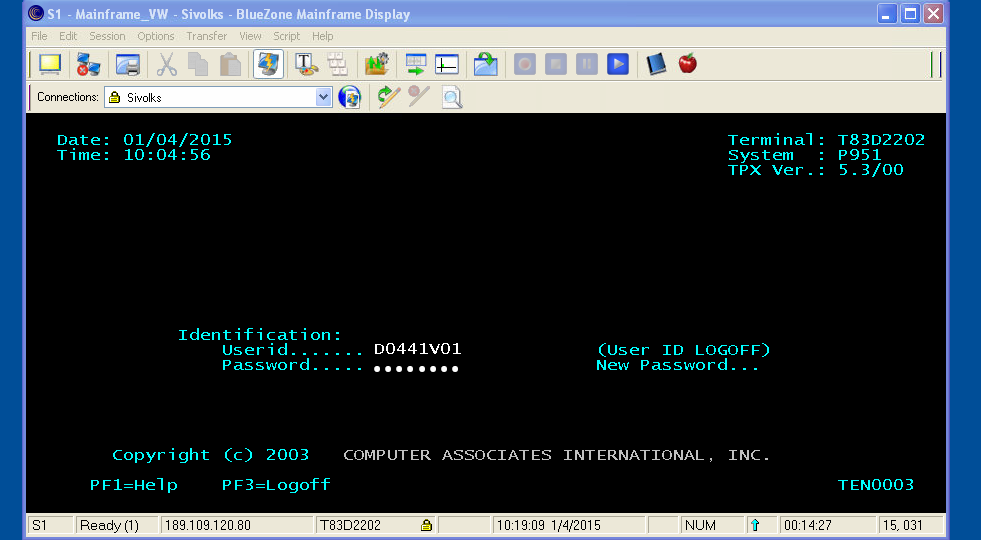 S1 - Mainframe_VW - Sivolks - BlueZone Mainframe Display
File Edit Session Options Transfer View Script Help
Connections: Sivolks
Date: 01/04/2015 Terminal: T83D2202
Time: 10:04:56 System : P951
TPX Ver.: 5.3/00
Identification:
Userid....... D0441V01 (User ID LOGOFF)
Password..... ●●●●●●●● New Password...
Copyright (c) 2003 COMPUTER ASSOCIATES INTERNATIONAL, INC.
PF1=Help PF3=Logoff TEN0003
S1 Ready (1) 189.109.120.80 T83D2202 10:19:09 1/4/2015 NUM 00:14:27 15, 031